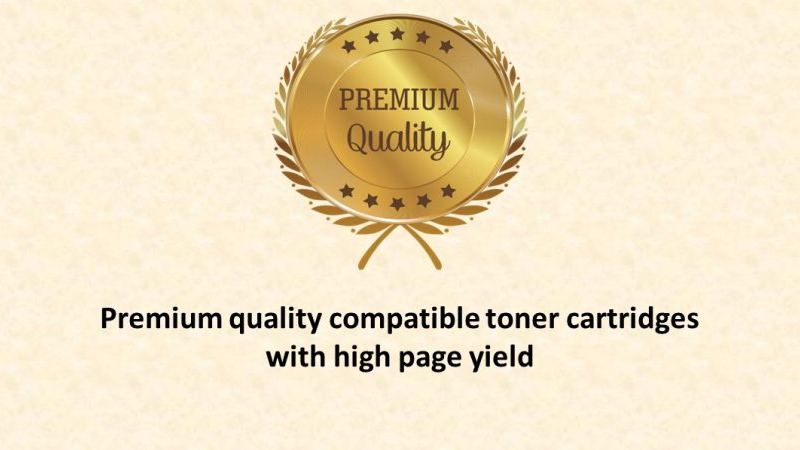 PREMIUM
Quality
Premium quality compatible toner cartridges
with high page yield